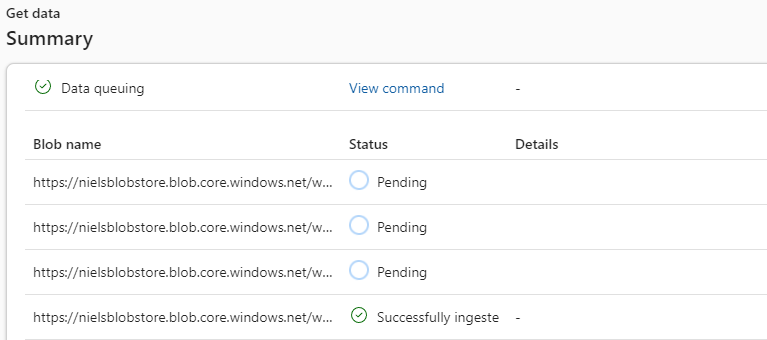 Get data
Summary
Data queuing View command -
Blob name Status Details
https://nielsblobstore.blob.core.windows.net/w... Pending
https://nielsblobstore.blob.core.windows.net/w... Pending
https://nielsblobstore.blob.core.windows.net/w... Pending
https://nielsblobstore.blob.core.windows.net/w... Successfully ingeste -